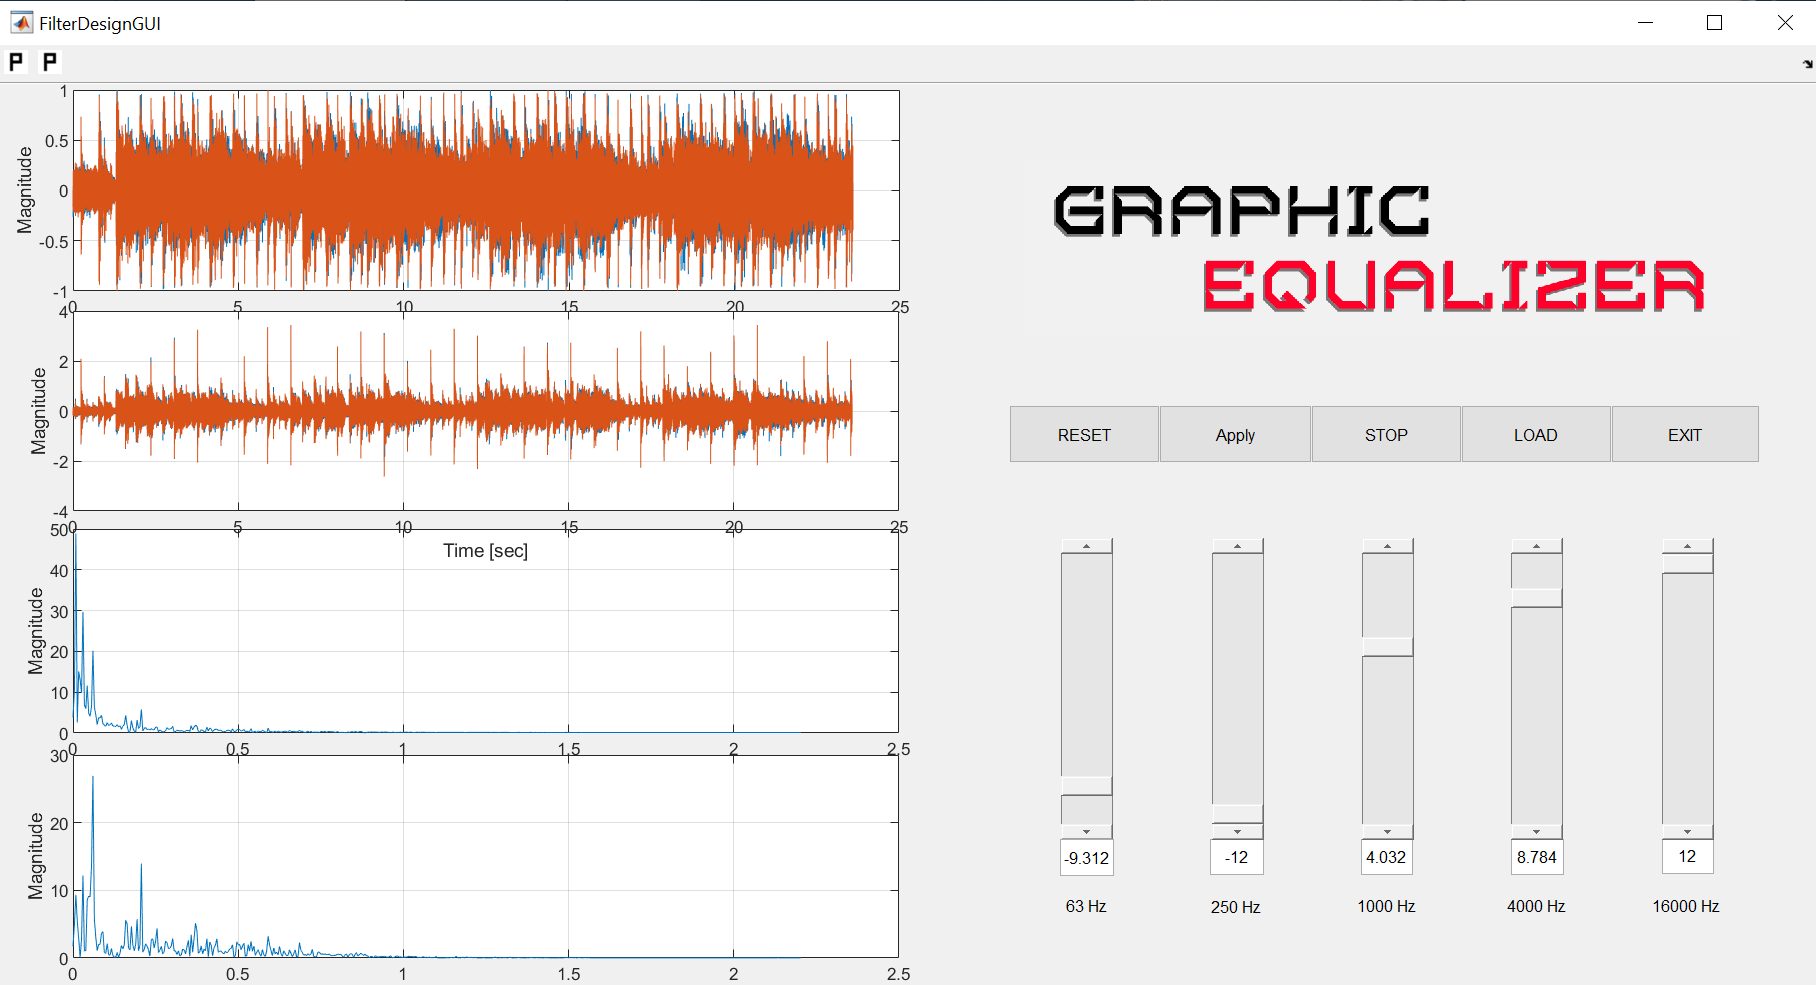 FilterDesignGUI
P P
1
0.5
0
-0.5
-1
Magnitude
0 5 10 15 20 25
4
2
0
-2
-4
Magnitude
0 5 10 15 20 25
Time [sec]
50
40
30
20
10
0
Magnitude
0 0.5 1 1.5 2 2.5
30
20
10
0
Magnitude
0 0.5 1 1.5 2 2.5
GRAPHIC
EQUALIZER
RESET Apply STOP LOAD EXIT
-9.312 -12 4.032 8.784 12
63 Hz 250 Hz 1000 Hz 4000 Hz 16000 Hz